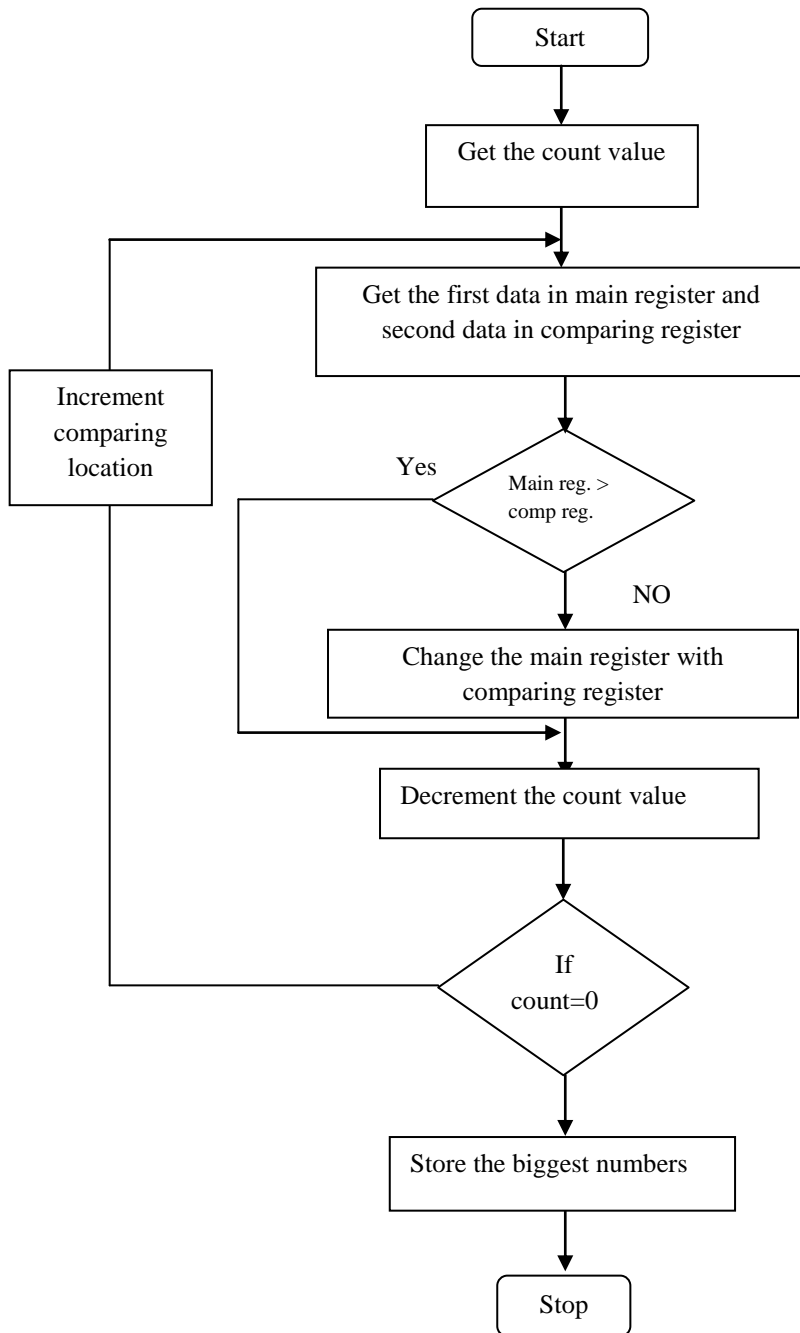 Start
Get the count value
Get the first data in main register and
second data in comparing register
Increment
comparing
location
Yes
Main reg. >
comp reg.
NO
Change the main register with
comparing register
Decrement the count value
If
count=0
Store the biggest numbers
Stop